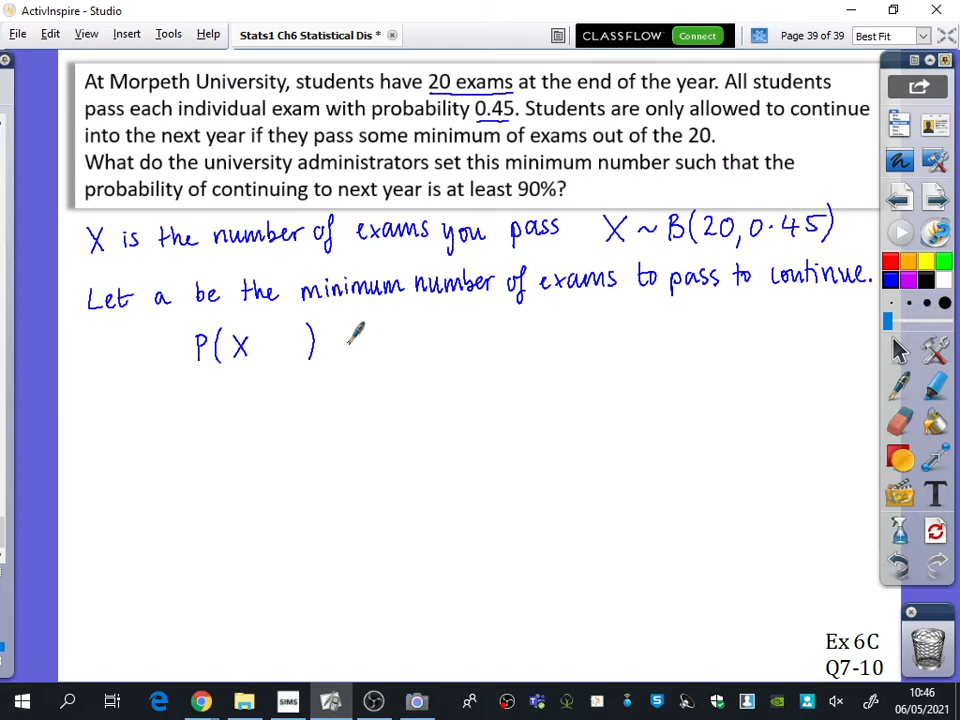 ActivInspire - Studio
File Edit View Insert Tools Help
Stats1 Ch6 Statistical Dis *
CLASSFLOW Connect
Page 39 of 39
Best Fit
At Morpeth University, students have 20 exams at the end of the year. All students
pass each individual exam with probability 0.45. Students are only allowed to continue
into the next year if they pass some minimum of exams out of the 20.
What do the university administrators set this minimum number such that the
probability of continuing to next year is at least 90%?
X is the number of exams you pass X ~ B(20, 0.45)
Let a be the minimum number of exams to pass to continue.
P( X )
Ex 6C
Q7-10
SIMS
10:46
06/05/2021